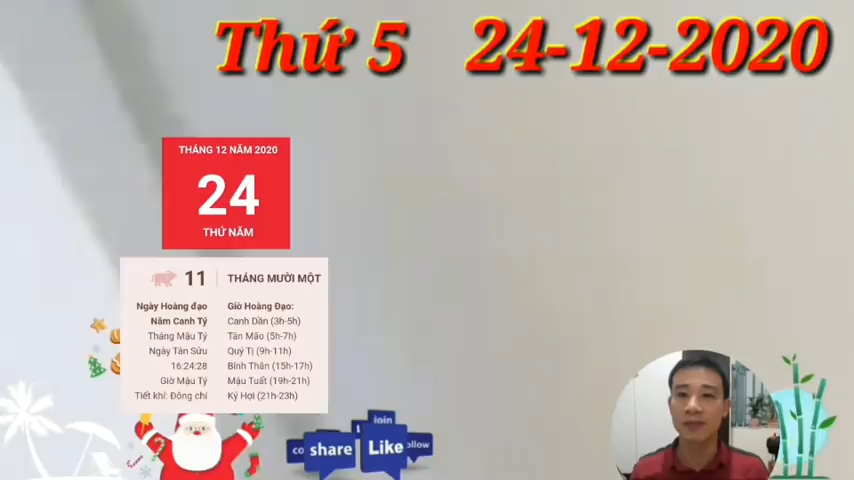 Thứ 5 24-12-2020
THÁNG 12 NĂM 2020
24
THỨ NĂM
11 THÁNG MƯỜI MỘT
Ngày Hoàng đạo Giờ Hoàng Đạo:
Năm Canh Tý Canh Dần (3h-5h)
Tháng Mậu Tý Tân Mão (5h-7h)
Ngày Tân Sửu Quý Tị (9h-11h)
16:24:28 Bính Thân (15h-17h)
Giờ Mậu Tý Mậu Tuất (19h-21h)
Tiết khí: Đông chí Kỷ Hợi (21h-23h)
join
share Like ollow